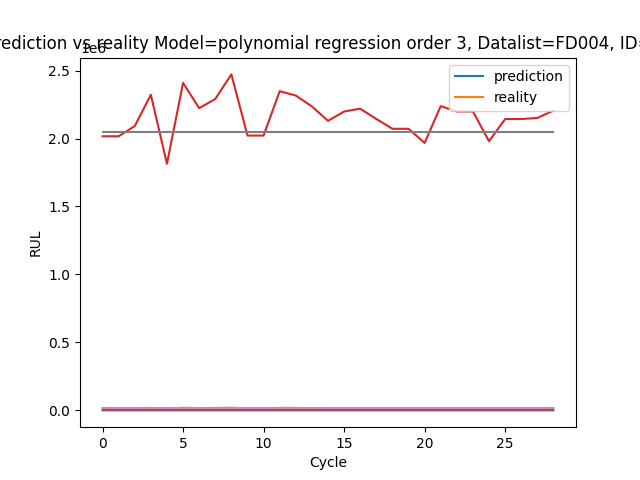 rediction vs reality Model=polynomial regression order 3, Datalist=FD004, ID=
1e6
2.5
2.0
1.5
1.0
0.5
0.0
RUL
prediction
reality
0 5 10 15 20 25
Cycle